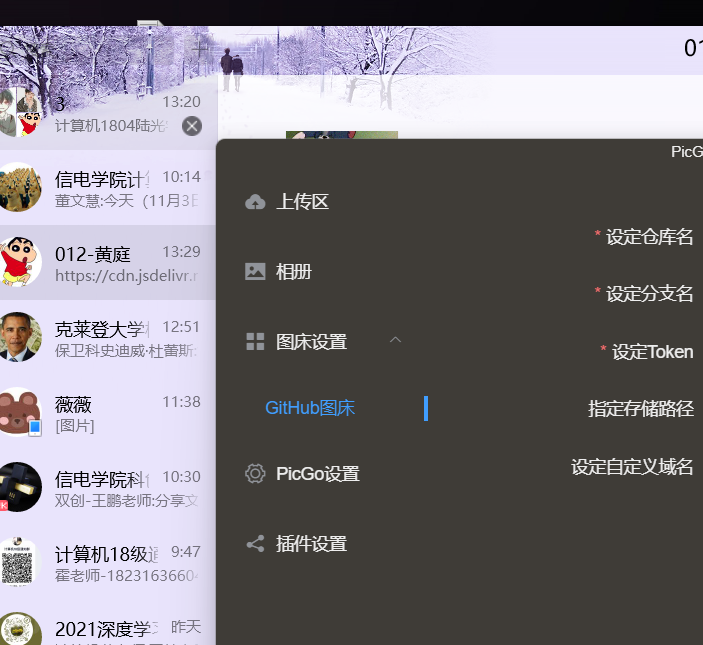 01
3
13:20
计算机1804陆光
信电学院计
10:14
董文慧:今天（11月3日
012-黄庭
13:29
https://cdn.jsdelivr.n
克莱登大学
12:51
保卫科史迪威·杜蕾斯:
薇薇
11:38
[图片]
信电学院科
10:30
双创-王鹏老师:分享文
计算机18级通
9:47
霍老师-18231636604
2021深度学习
昨天
PicG
上传区
相册
图床设置
GitHub图床
PicGo设置
插件设置
* 设定仓库名
* 设定分支名
* 设定Token
指定存储路径
设定自定义域名